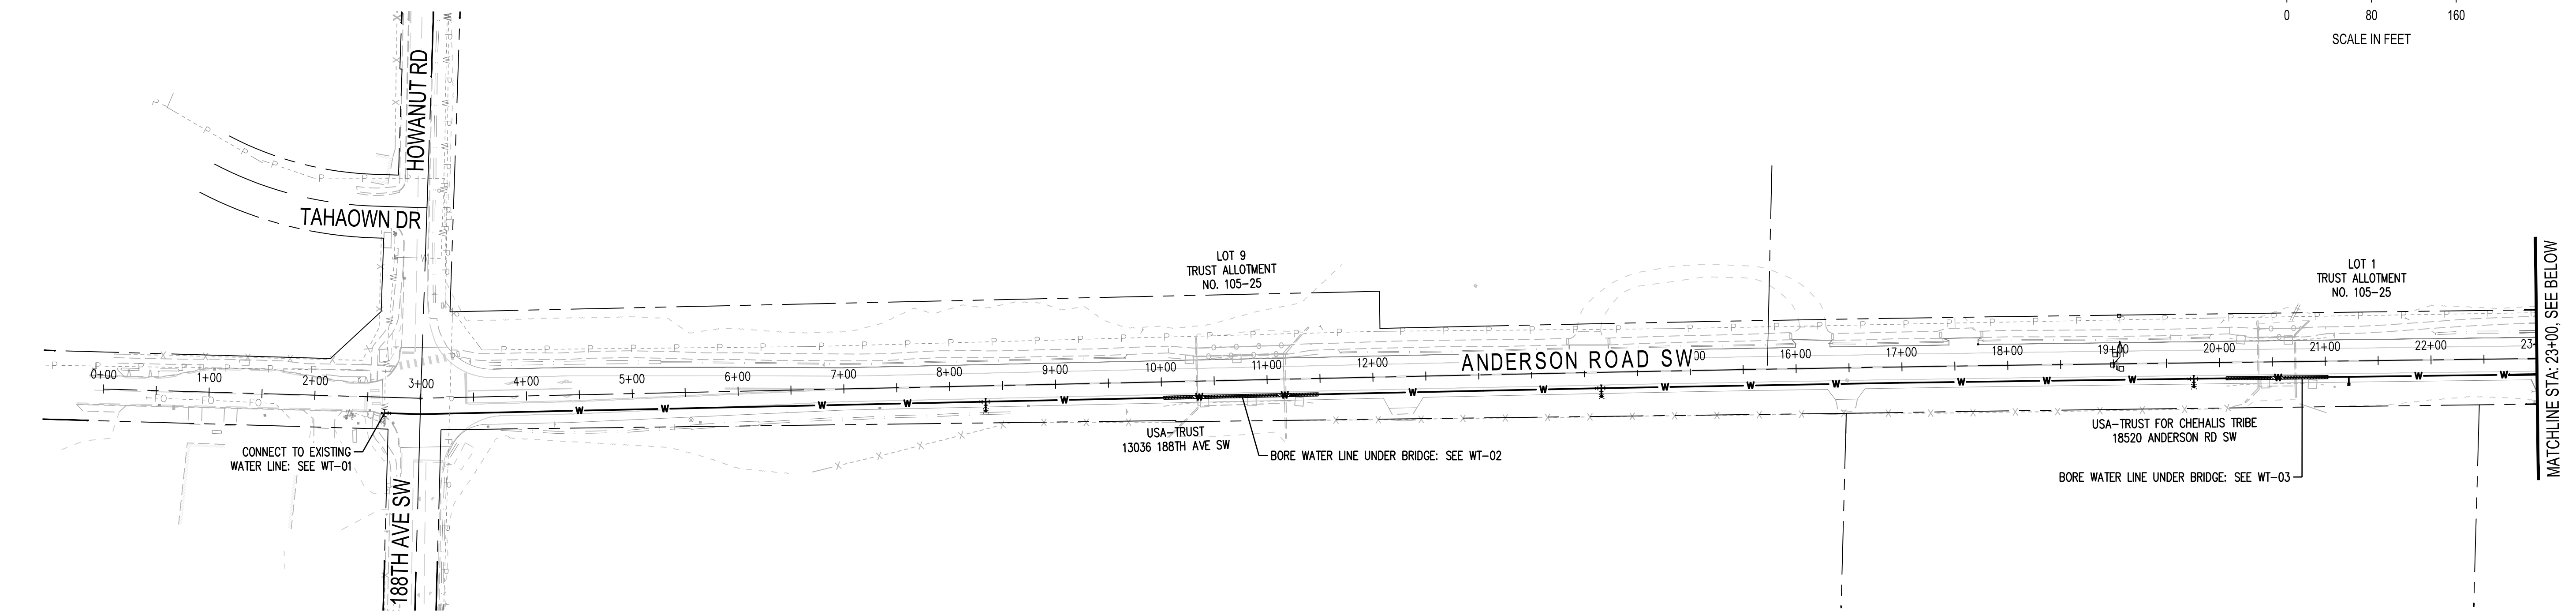 0 80 160
SCALE IN FEET
HOWANUT RD
TAHAOWN DR
LOT 9
TRUST ALLOTMENT
NO. 105-25
LOT 1
TRUST ALLOTMENT
NO. 105-25
MATCHLINE STA: 23+00, SEE BELOW
ANDERSON ROAD SW
0+00 1+00 2+00 3+00 4+00 5+00 6+00 7+00 8+00 9+00 10+00 11+00 12+00 16+00 17+00 18+00 19+00 20+00 21+00 22+00
CONNECT TO EXISTING
WATER LINE: SEE WT-01
USA-TRUST
13036 188TH AVE SW
BORE WATER LINE UNDER BRIDGE: SEE WT-02
USA-TRUST FOR CHEHALIS TRIBE
18520 ANDERSON RD SW
BORE WATER LINE UNDER BRIDGE: SEE WT-03
188TH AVE SW